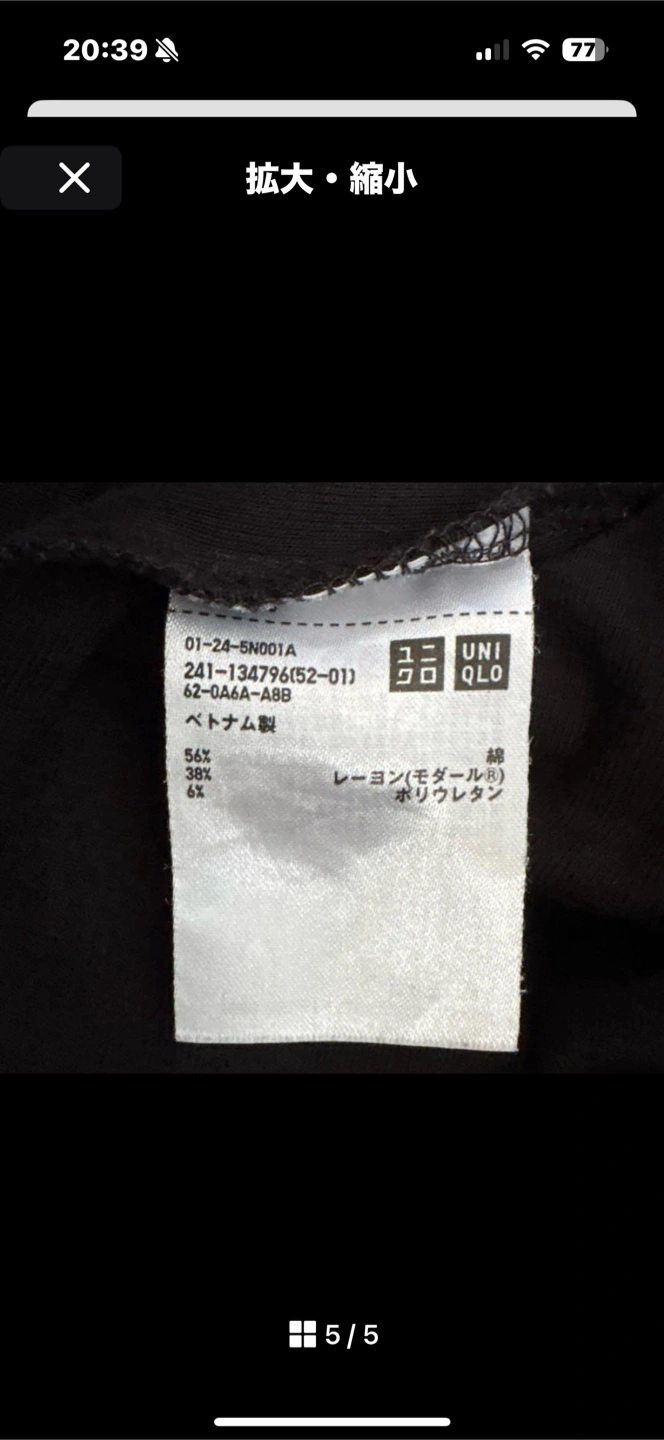 20:39
77
拡大・縮小
01-24-5N001A
241-134796(52-01)
62-0A6A-A8B
ユニ
クロ
UNI
QLO
ベトナム製
56% 綿
38% レーヨン(モダール®)
6% ポリウレタン
5 / 5